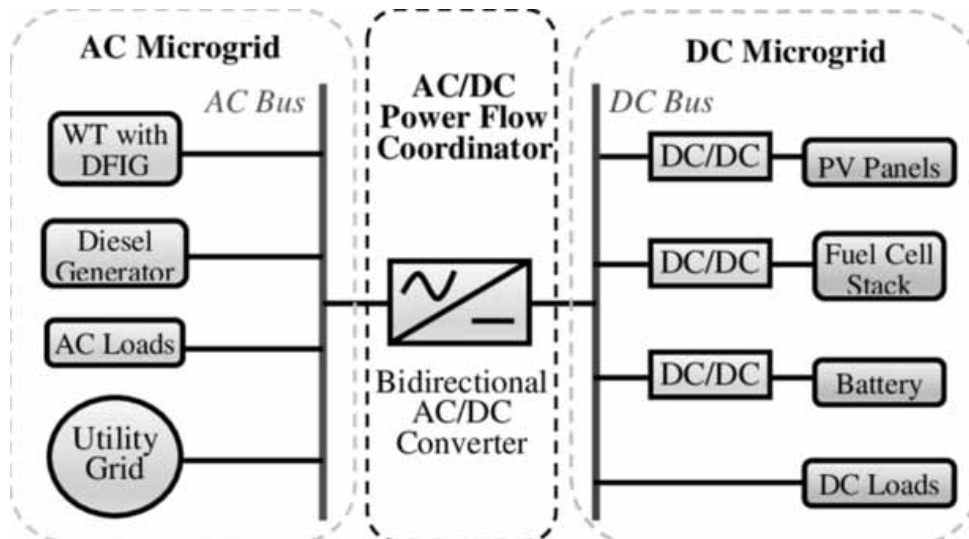 AC Microgrid
AC Bus
WT with
DFIG
Diesel
Generator
AC Loads
Utility
Grid
AC/DC
Power Flow
Coordinator
Bidirectional
AC/DC
Converter
DC Microgrid
DC Bus
DC/DC
PV Panels
DC/DC
Fuel Cell
Stack
DC/DC
Battery
DC Loads